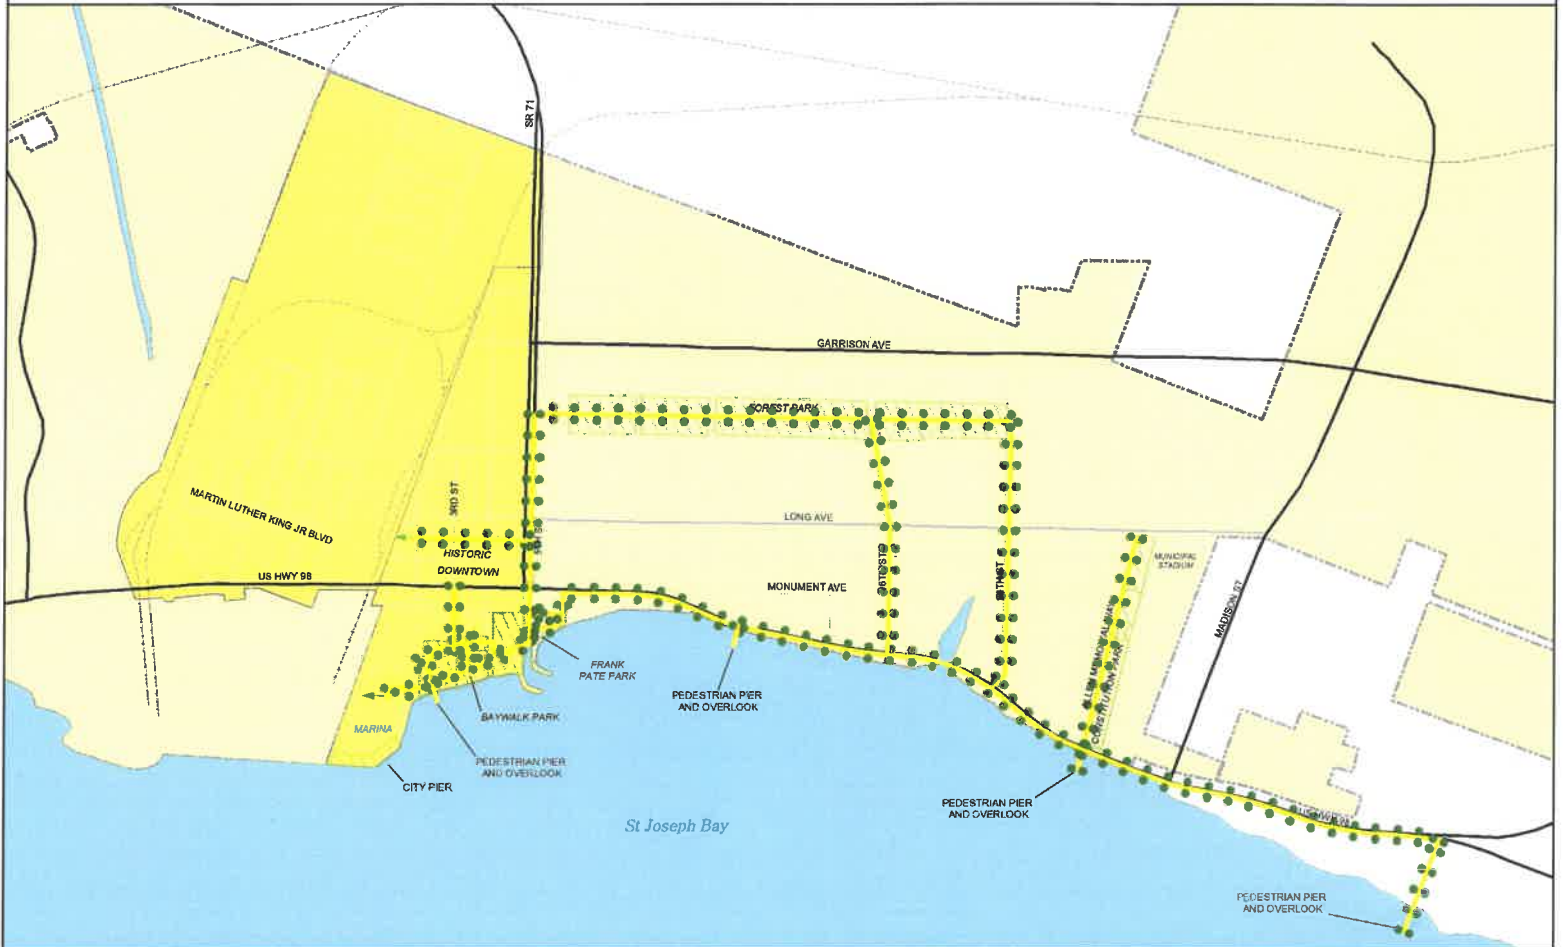 SR 71
GARRISON AVE
FOREST PARK
MARTIN LUTHER KING JR BLVD
3RD ST
LONG AVE
HISTORIC
DOWNTOWN
US HWY 98
MONUMENT AVE
MUNICIPAL
STADIUM
MADISON ST
CONSTITUTION PARK
FRANK
PATE PARK
PEDESTRIAN PIER
AND OVERLOOK
BAYWALK PARK
MARINA
PEDESTRIAN PIER
AND OVERLOOK
CITY PIER
PEDESTRIAN PIER
AND OVERLOOK
St Joseph Bay
PEDESTRIAN PIER
AND OVERLOOK